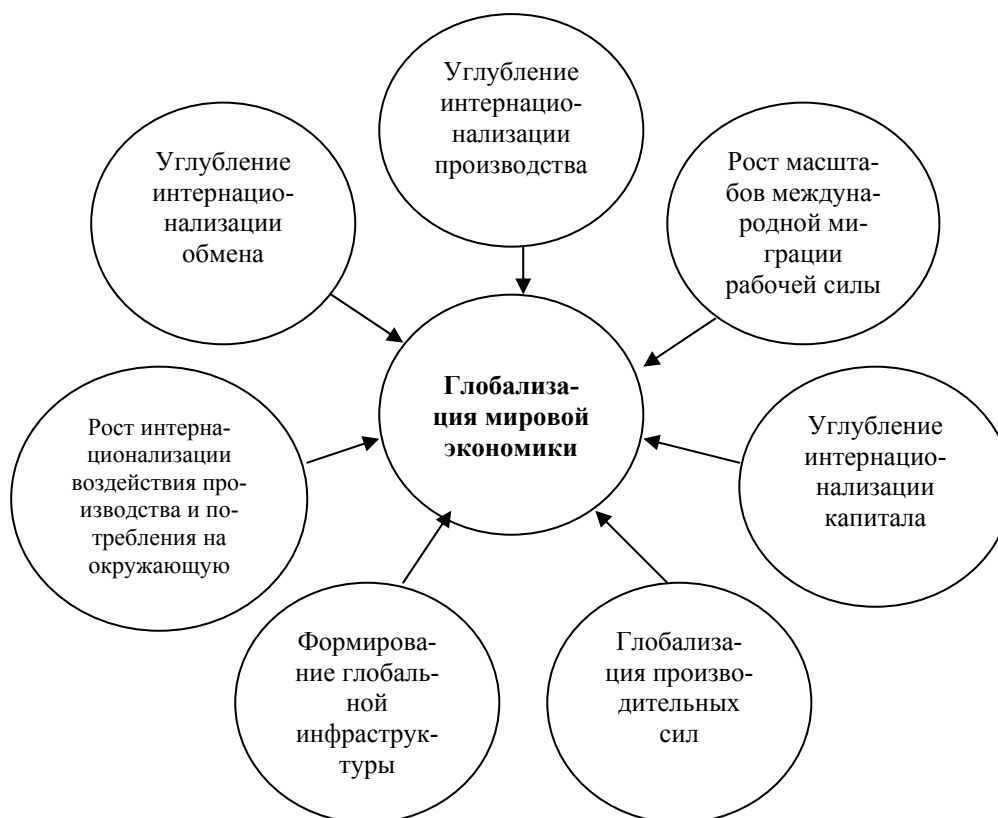 Углубление
интернацио-
нализации
производства
Углубление
интернацио-
нализации
обмена
Рост масшта-
бов междуна-
родной ми-
грации
рабочей силы
Глобализа-
ция мировой
экономики
Рост интерна-
ционализации
воздействия про-
изводства и по-
требления на
окружающую
Углубление
интернацио-
нализации
капитала
Формирова-
ние глобаль-
ной
инфраструк-
туры
Глобализа-
ция произво-
дительных
сил